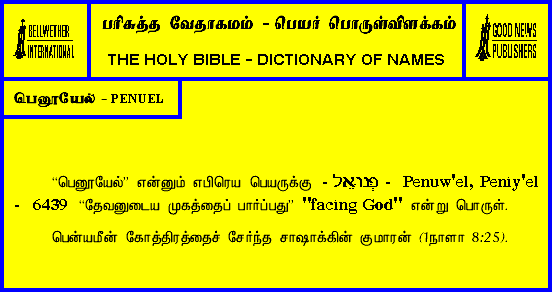 BELLWETHER
INTERNATIONAL
பரிசுத்த வேதாகமம் - பெயர் பொருள்விளக்கம்
THE HOLY BIBLE - DICTIONARY OF NAMES
GOOD NEWS
PUBLISHERS
பெனூயேல் - PENUEL
“பெனூயேல்” என்னும் எபிரெய பெயருக்கு - פְּנוּאֵל - Penuw'el, Peniy'el
- 6439 “தேவனுடைய முகத்தைப் பார்ப்பது” "facing God" என்று பொருள்.
பென்யமீன் கோத்திரத்தைச் சேர்ந்த சாஷாக்கின் குமாரன் (1நாளா 8:25).